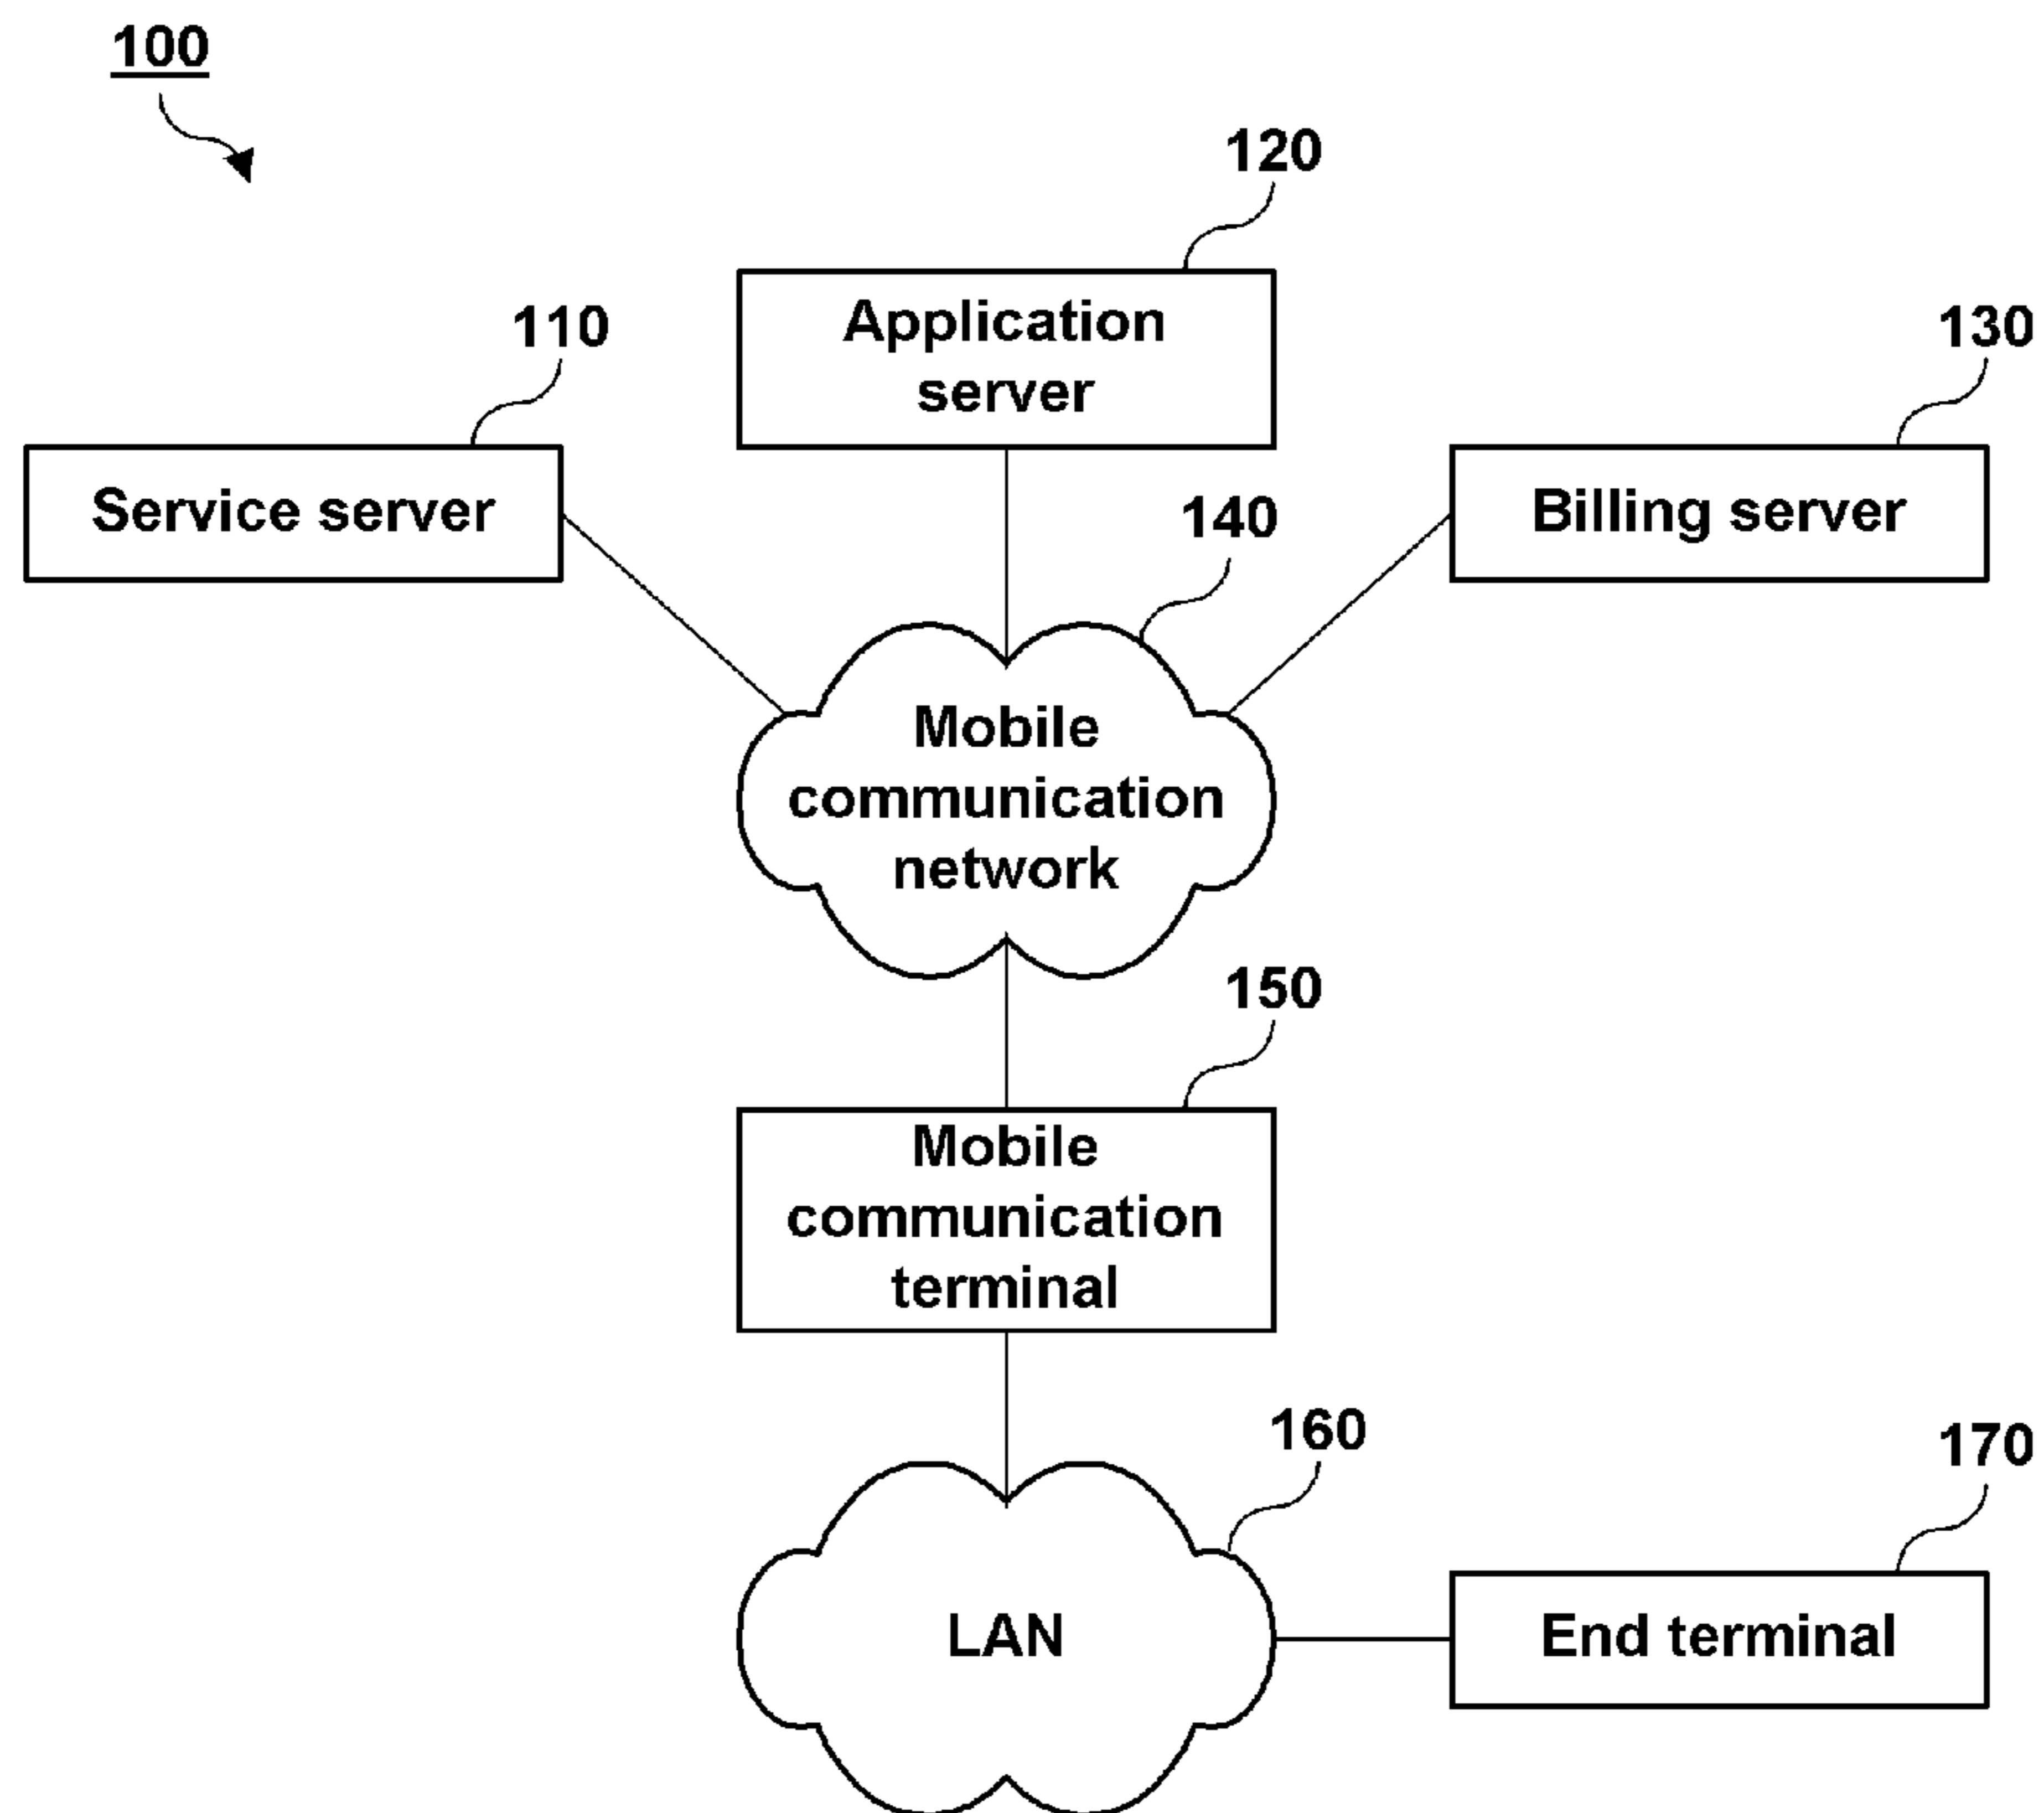 100
120
Application
server
110
Service server
130
Billing server
140
Mobile
communication
network
150
Mobile
communication
terminal
160
LAN
170
End terminal